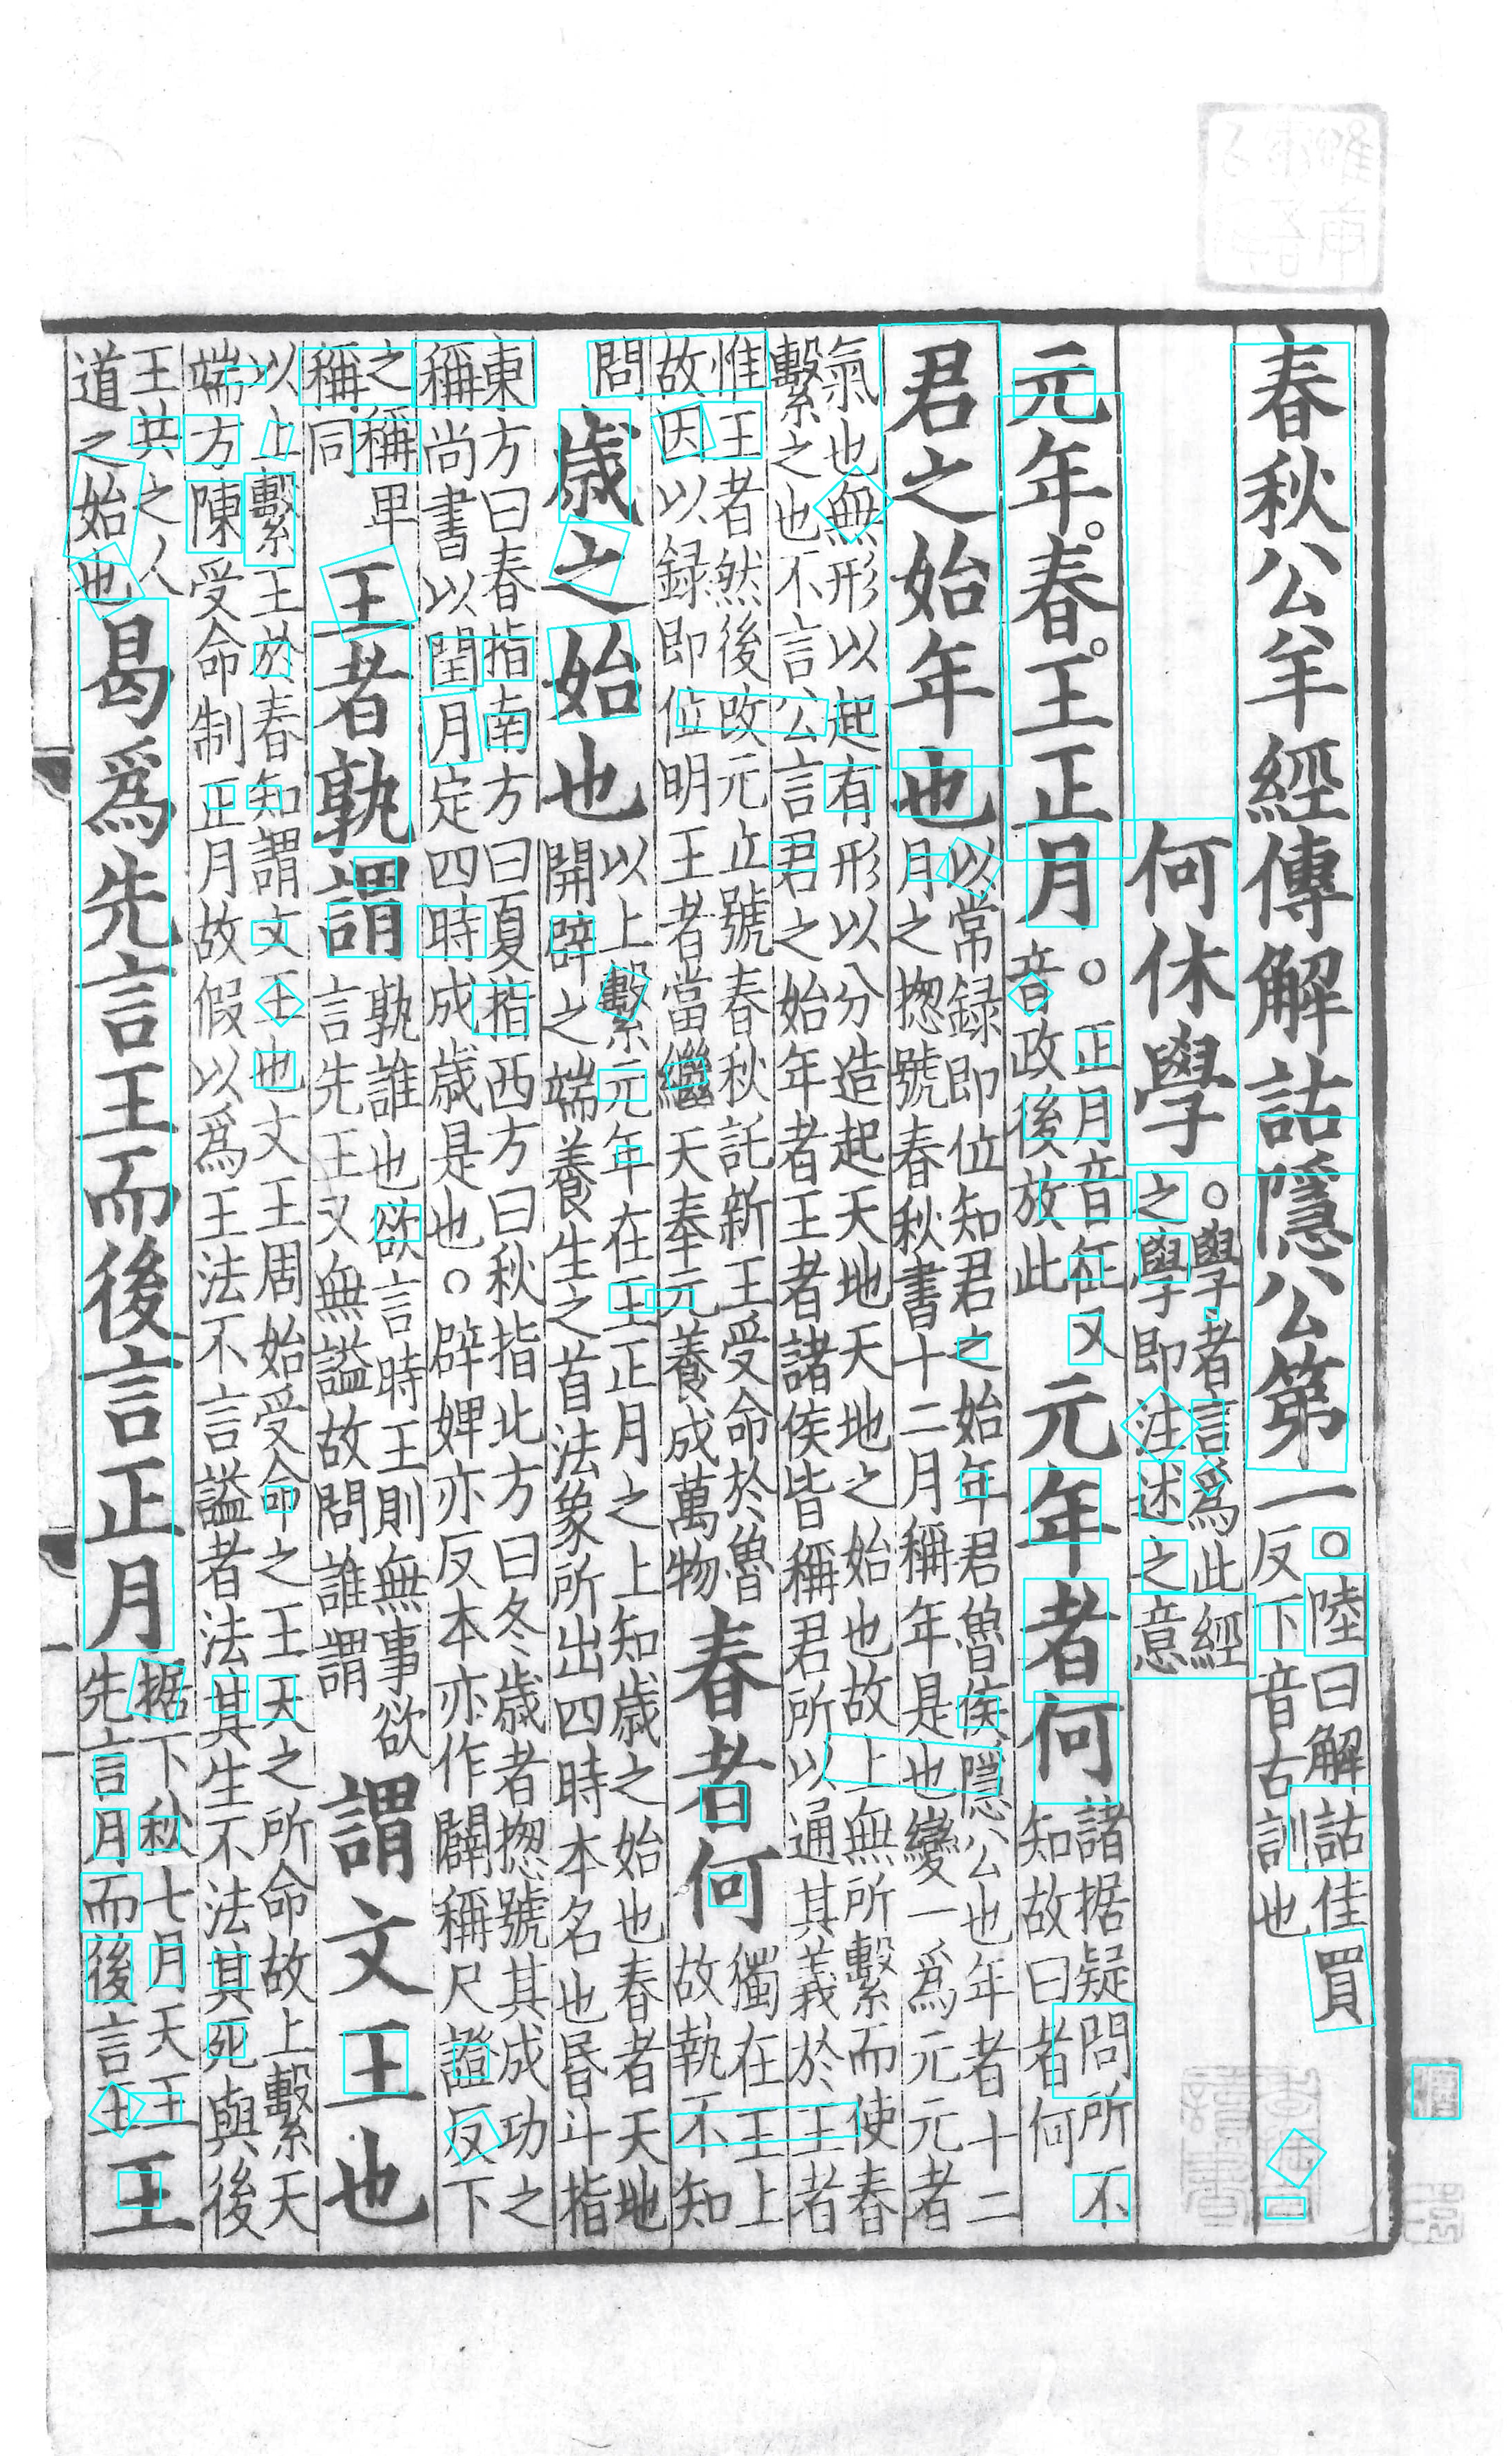 春秋公羊經傳解詁隱公第一
○陸曰解詁佳買
反下音古訓也
何休學
○學者言爲此經
之學即注述之意
元年。春。王正月
○正月音征又
音政後放此
元年者何
諸据疑問所不
知故曰者何
君之始年也
以常録即位知君之始年君魯侯隱公也年者十二
月之揔號春秋書十二月稱年是也變一爲元元者
氣也無形以起有形以分造起天地天地之始也故上無所繫而使春
繫之也不言公言君之始年者王者諸侯皆稱君所以通其義於王者
惟王者然後改元立號春秋託新王受命於魯
故因以録即位明王者當繼天奉元養成萬物
春者何
獨在王上
故執不知
問
歲之始也
以上繫元年在王正月之上知歲之始也春者天地
開辟之端養生之首法象所出四時本名也昬斗指
東方曰春指南方曰夏指西方曰秋指北方曰冬歲者揔號其成功之
稱尚書以閏月定四時成歲是也○辟婢亦反本亦作闢稱尺證反下
之稱卑
稱同
王者孰謂
孰誰也欲言時王則無事欲
言先王又無謚故問誰謂
謂文王也
以上繫王於春知謂文王也文王周始受命之王天之所命故上繫天
端方陳受命制正月故假以爲王法不言謚者法其生不法其死與後
王共之人
道之始也
曷爲先言王而後言正月
据下秋七月天王
先言月而後言王
王